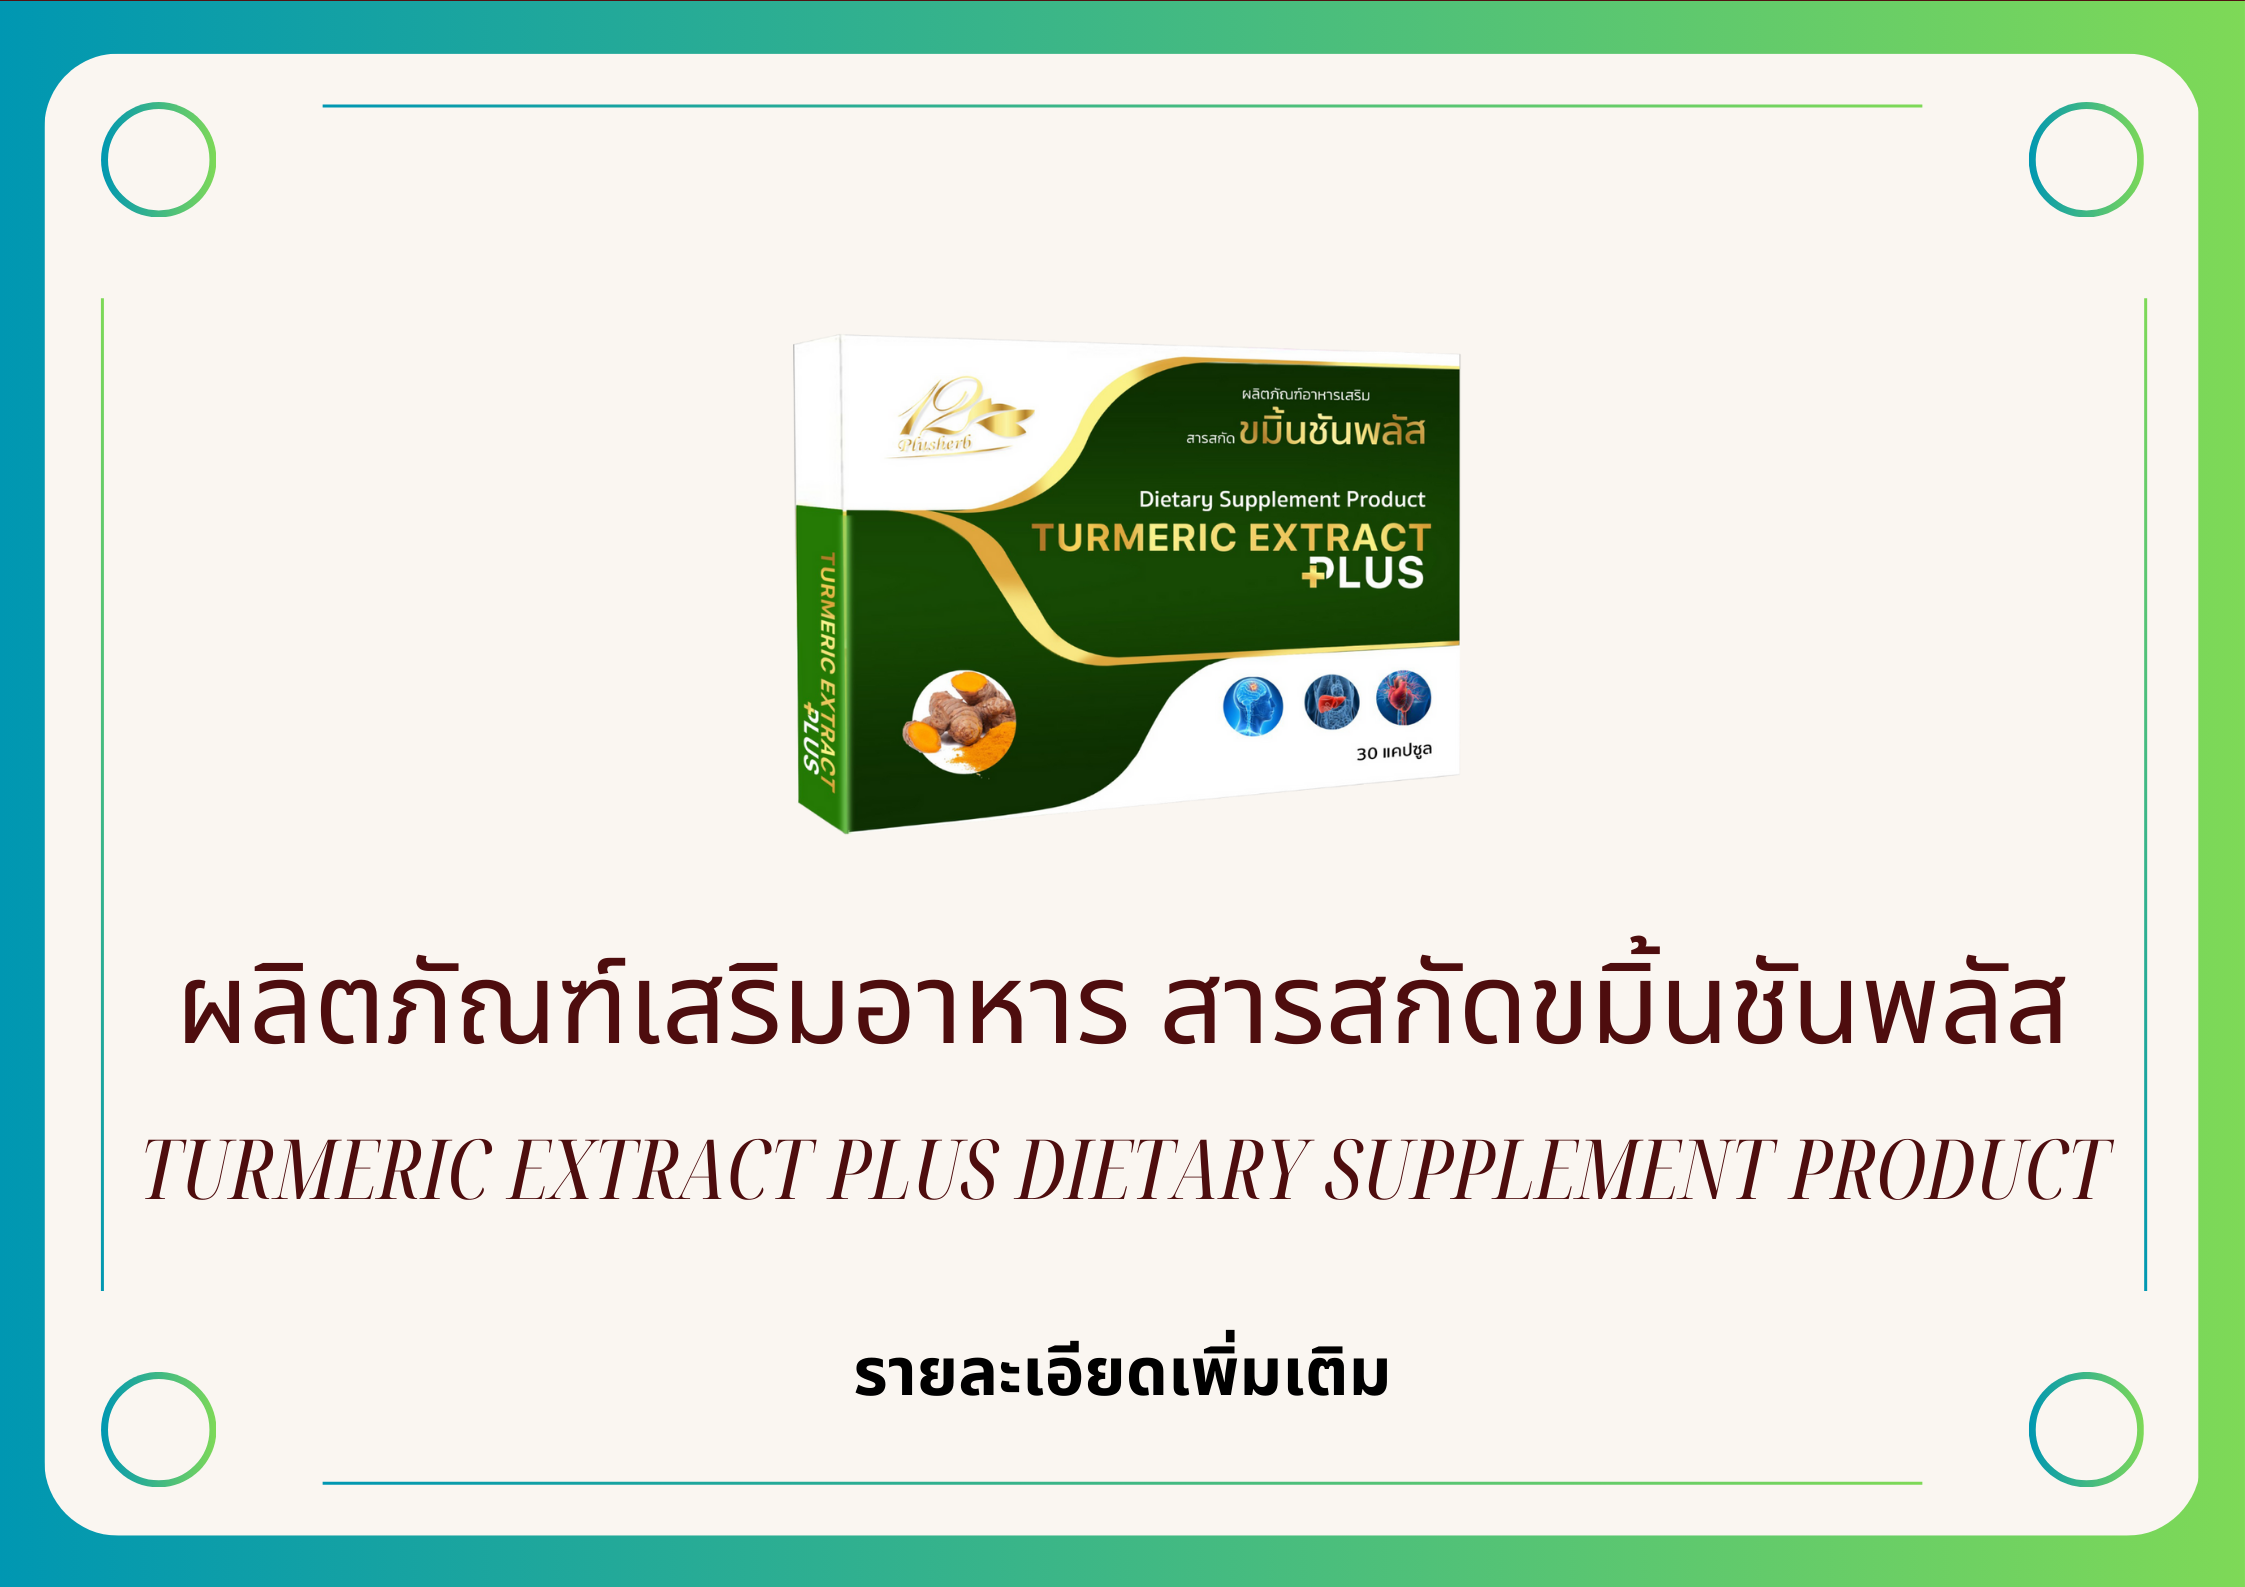 12
Plusherb
ผลิตภัณฑ์อาหารเสริม
สารสกัด ขมิ้นชันพลัส
Dietary Supplement Product
TURMERIC EXTRACT
+PLUS
TURMERIC EXTRACT
+PLUS
30 แคปซูล
ผลิตภัณฑ์เสริมอาหาร สารสกัดขมิ้นชันพลัส
TURMERIC EXTRACT PLUS DIETARY SUPPLEMENT PRODUCT
รายละเอียดเพิ่มเติม